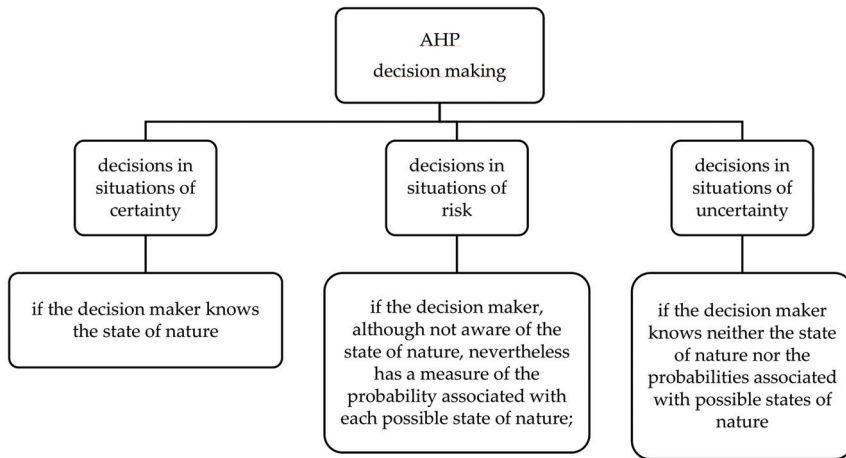 AHP
decision making
decisions in
situations of
certainty
decisions in
situations of
risk
decisions in
situations of
uncertainty
if the decision maker knows
the state of nature
if the decision maker,
although not aware of the
state of nature, nevertheless
has a measure of the
probability associated with
each possible state of nature;
if the decision maker
knows neither the state
of nature nor the
probabilities associated
with possible states of
nature